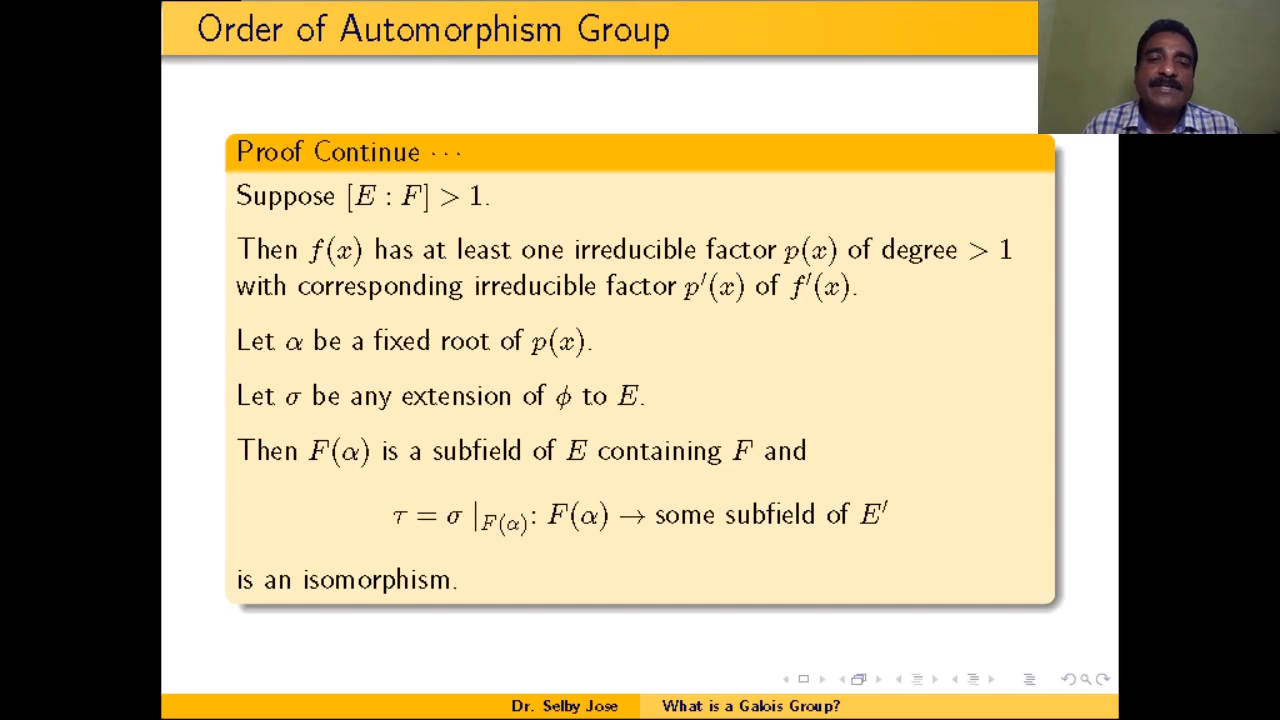 Order of Automorphism Group
Proof Continue · · ·
Suppose [E : F] > 1.
Then f(x) has at least one irreducible factor p(x) of degree > 1
with corresponding irreducible factor p′(x) of f′(x).
Let α be a fixed root of p(x).
Let σ be any extension of ϕ to E.
Then F(α) is a subfield of E containing F and
τ = σ |F(α): F(α) → some subfield of E′
is an isomorphism.
Dr. Selby Jose What is a Galois Group?